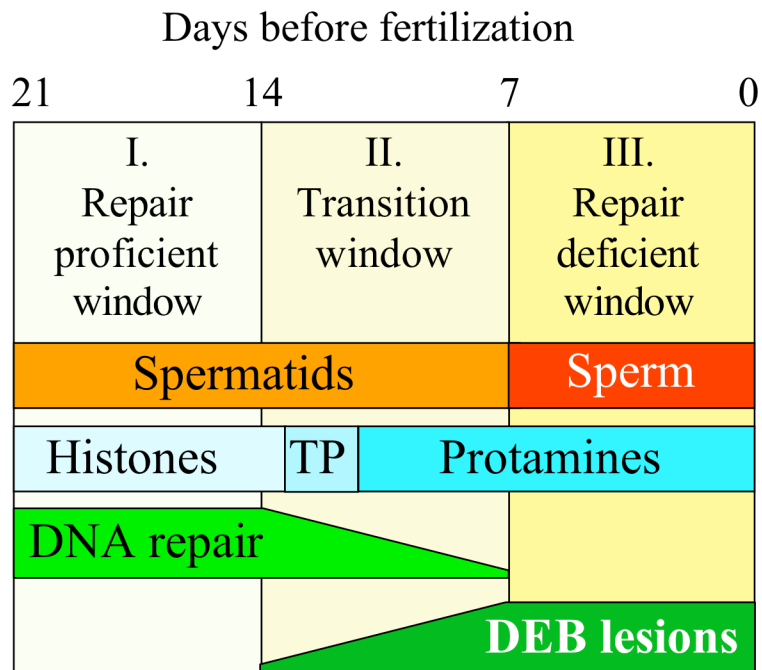 Days before fertilization
21 14 7 0
I.
Repair
proficient
window
II.
Transition
window
III.
Repair
deficient
window
Spermatids Sperm
Histones TP Protamines
DNA repair
DEB lesions